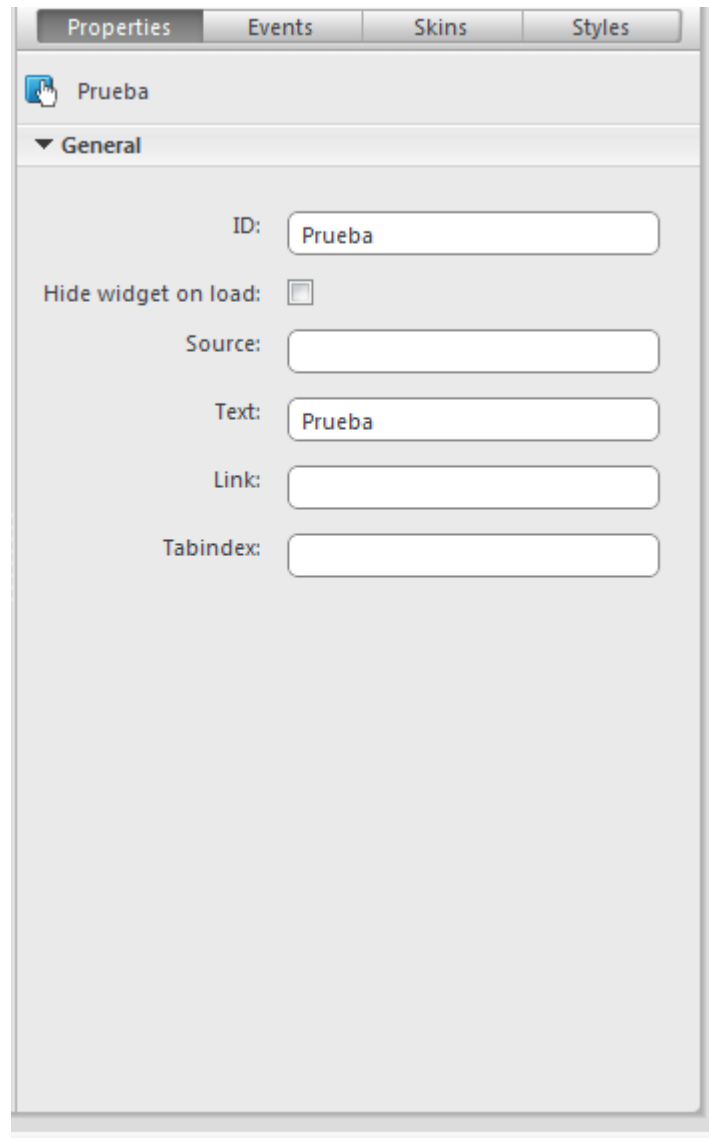 Properties Events Skins Styles
Prueba
General
ID: Prueba
Hide widget on load:
Source:
Text: Prueba
Link:
Tabindex: